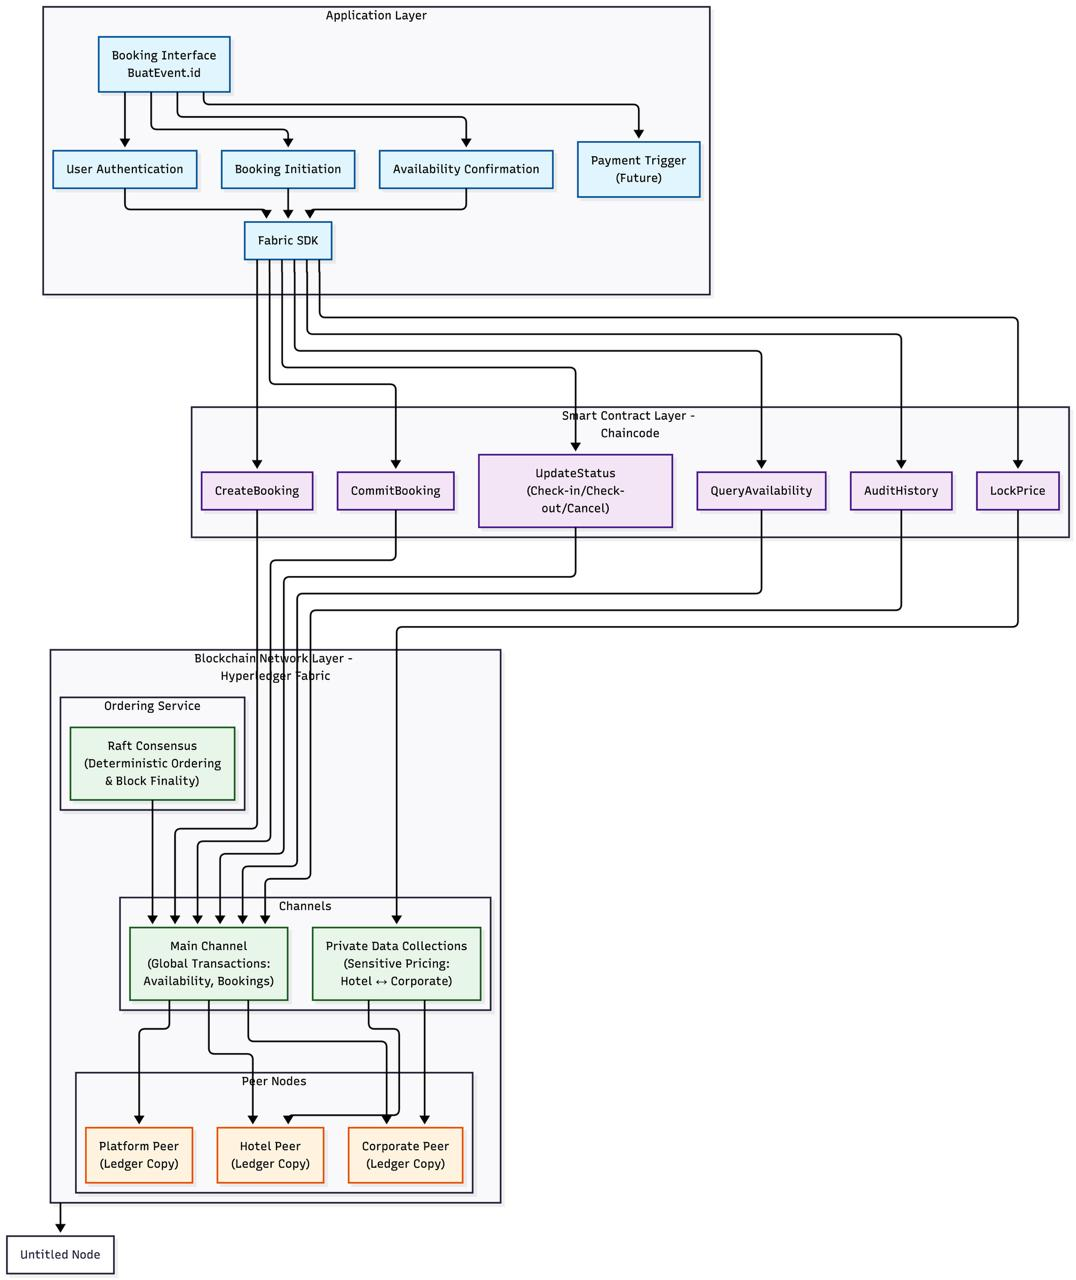 Application Layer
Booking Interface
BuatEvent.id
User Authentication
Booking Initiation
Availability Confirmation
Payment Trigger
(Future)
Fabric SDK
Smart Contract Layer -
Chaincode
CreateBooking
CommitBooking
UpdateStatus
(Check-in/Check-
out/Cancel)
QueryAvailability
AuditHistory
LockPrice
Blockchain Network Layer -
Hyperledger Fabric
Ordering Service
Raft Consensus
(Deterministic Ordering
& Block Finality)
Channels
Main Channel
(Global Transactions:
Availability, Bookings)
Private Data Collections
(Sensitive Pricing:
Hotel ↔ Corporate)
Peer Nodes
Platform Peer
(Ledger Copy)
Hotel Peer
(Ledger Copy)
Corporate Peer
(Ledger Copy)
Untitled Node